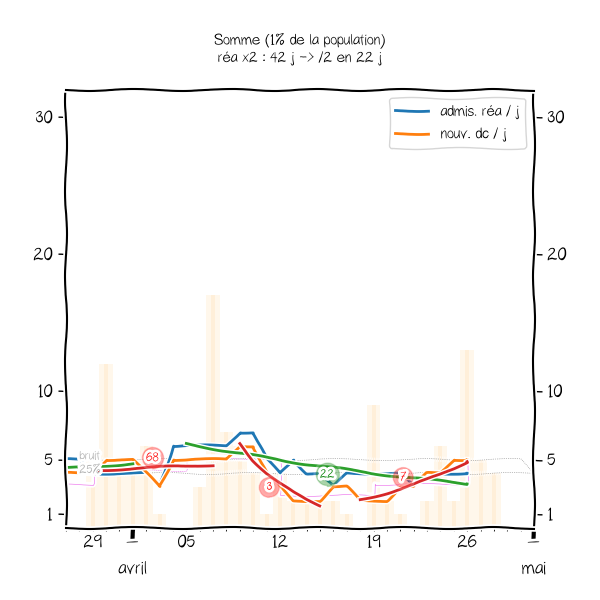 Somme (1% de la population)
réa x2 : 42 j -> /2 en 22 j
admis. réa / j
nouv. dc / j
30
30
20
20
10
10
5
5
1
1
bruit
25%
68
3
22
7
29
05
12
19
26
avril
mai